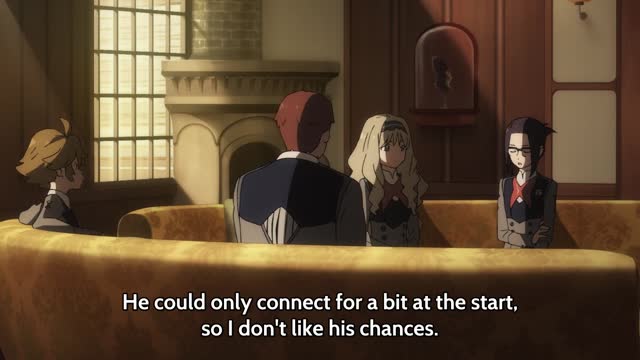 He could only connect for a bit at the start,
so I don't like his chances.